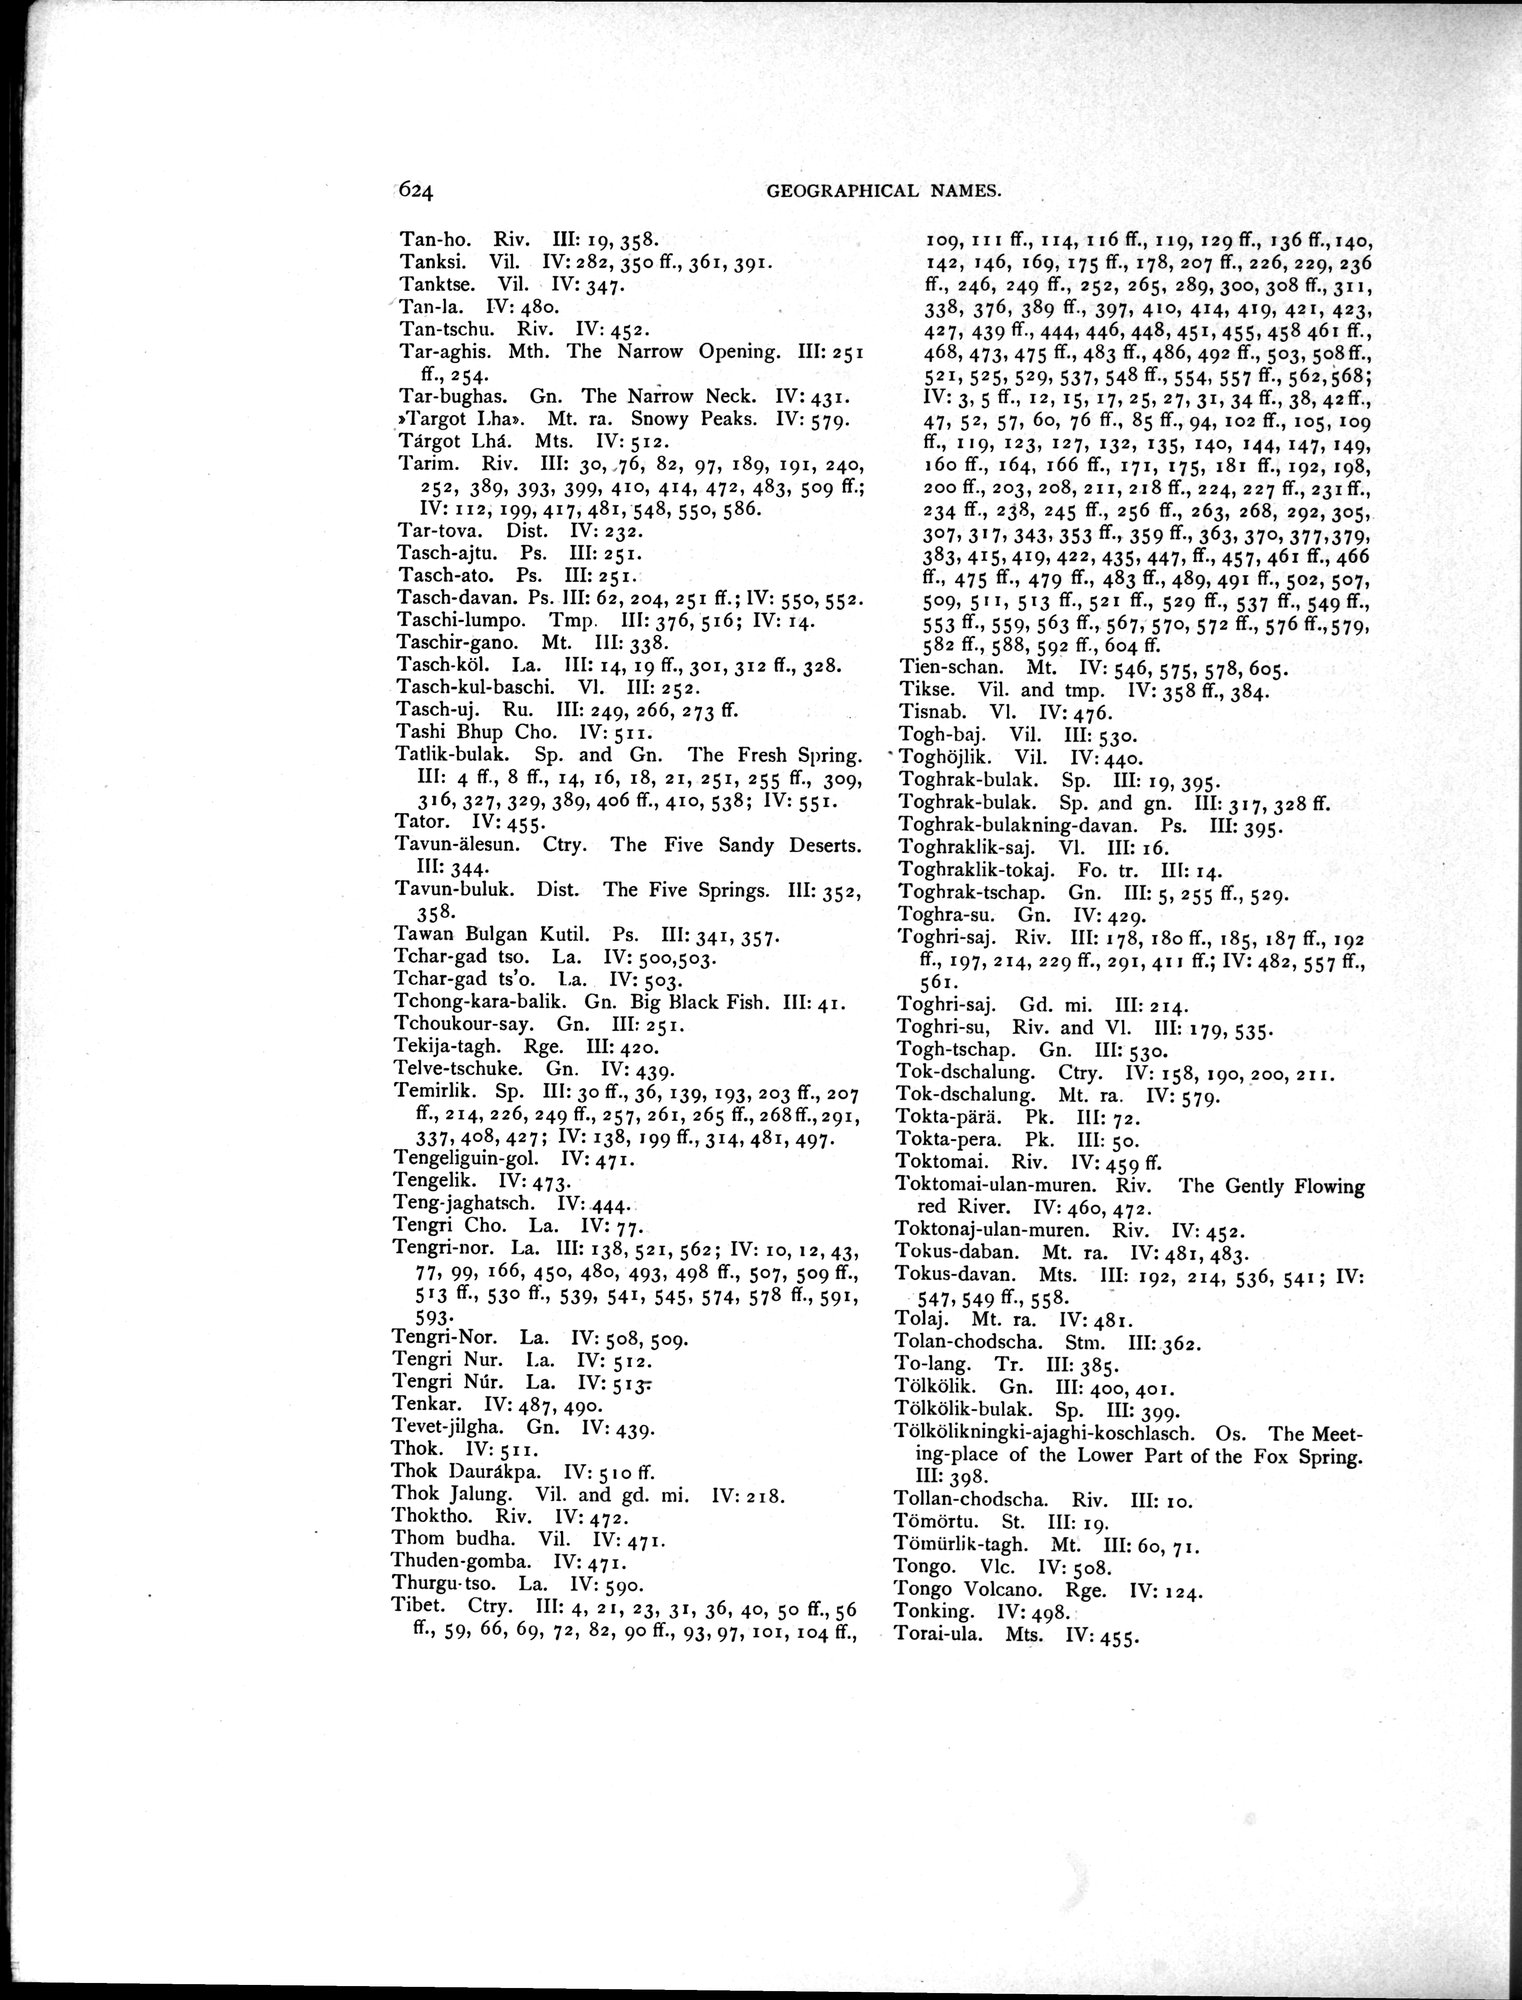 624
GEOGRAPHICAL NAMES.
Tan-ho. Riv. III: 19, 358.
Tanksi. Vil. IV: 282, 350 ff., 361, 391.
Tanktse. Vil. IV: 347.
Tan-la. IV: 480.
Tan-tschu. Riv. IV: 452.
Tar-aghis. Mth. The Narrow Opening. III: 251
ff., 254.
Tar-bughas. Gn. The Narrow Neck. IV: 431.
»Targot Lha». Mt. ra. Snowy Peaks. IV: 579.
Tárgot Lhá. Mts. IV: 512.
Tarim. Riv. III: 30, 76, 82, 97, 189, 191, 240,
252, 389, 393, 399, 410, 414, 472, 483, 509 ff.;
IV: 112, 199, 417, 481, 548, 550, 586.
Tar-tova. Dist. IV: 232.
Tasch-ajtu. Ps. III: 251.
Tasch-ato. Ps. III: 251.
Tasch-davan. Ps. III: 62, 204, 251 ff.; IV: 550, 552.
Taschi-lumpo. Tmp. III: 376, 516; IV: 14.
Taschir-gano. Mt. III: 338.
Tasch-köl. La. III: 14, 19 ff., 301, 312 ff., 328.
Tasch-kul-baschi. Vl. III: 252.
Tasch-uj. Ru. III: 249, 266, 273 ff.
Tashi Bhup Cho. IV: 511.
Tatlik-bulak. Sp. and Gn. The Fresh Spring.
III: 4 ff., 8 ff., 14, 16, 18, 21, 251, 255 ff., 309,
316, 327, 329, 389, 406 ff., 410, 538; IV: 551.
Tator. IV: 455.
Tavun-älesun. Ctry. The Five Sandy Deserts.
III: 344.
Tavun-buluk. Dist. The Five Springs. III: 352,
358.
Tawan Bulgan Kutil. Ps. III: 341, 357.
Tchar-gad tso. La. IV: 500,503.
Tchar-gad ts'o. La. IV: 503.
Tchong-kara-balik. Gn. Big Black Fish. III: 41.
Tchoukour-say. Gn. III: 251.
Tekija-tagh. Rge. III: 420.
Telve-tschuke. Gn. IV: 439.
Temirlik. Sp. III: 30 ff., 36, 139, 193, 203 ff., 207
ff., 214, 226, 249 ff., 257, 261, 265 ff., 268 ff., 291,
337, 408, 427; IV: 138, 199 ff., 314, 481, 497.
Tengeliguin-gol. IV: 471.
Tengelik. IV: 473.
Teng-jaghatsch. IV: 444.
Tengri Cho. La. IV: 77.
Tengri-nor. La. III: 138, 521, 562; IV: 10, 12, 43,
77, 99, 166, 450, 480, 493, 498 ff., 507, 509 ff.,
513 ff., 530 ff., 539, 541, 545, 574, 578 ff., 591,
593.
Tengri-Nor. La. IV: 508, 509.
Tengri Nur. La. IV: 512.
Tengri Núr. La. IV: 513.
Tenkar. IV: 487, 490.
Tevet-jilgha. Gn. IV: 439.
Thok. IV: 511.
Thok Daurákpa. IV: 510 ff.
Thok Jalung. Vil. and gd. mi. IV: 218.
Thoktho. Riv. IV: 472.
Thom budha. Vil. IV: 471.
Thuden-gomba. IV: 471.
Thurgu-tso. La. IV: 590.
Tibet. Ctry. III: 4, 21, 23, 31, 36, 40, 50 ff., 56
ff., 59, 66, 69, 72, 82, 90 ff., 93, 97, 101, 104 ff.,
109, 111 ff., 114, 116 ff., 119, 129 ff., 136 ff., 140,
142, 146, 169, 175 ff., 178, 207 ff., 226, 229, 236
ff., 246, 249 ff., 252, 265, 289, 300, 308 ff., 311,
338, 376, 389 ff., 397, 410, 414, 419, 421, 423,
427, 439 ff., 444, 446, 448, 451, 455, 458 461 ff.,
468, 473, 475 ff., 483 ff., 486, 492 ff., 503, 508 ff.,
521, 525, 529, 537, 548 ff., 554, 557 ff., 562, 568;
IV: 3, 5 ff., 12, 15, 17, 25, 27, 31, 34 ff., 38, 42 ff.,
47, 52, 57, 60, 76 ff., 85 ff., 94, 102 ff., 105, 109
ff., 119, 123, 127, 132, 135, 140, 144, 147, 149,
160 ff., 164, 166 ff., 171, 175, 181 ff., 192, 198,
200 ff., 203, 208, 211, 218 ff., 224, 227 ff., 231 ff.,
234 ff., 238, 245 ff., 256 ff., 263, 268, 292, 305,
307, 317, 343, 353 ff., 359 ff., 363, 370, 377, 379,
383, 415, 419, 422, 435, 447, ff., 457, 461 ff., 466
ff., 475 ff., 479 ff., 483 ff., 489, 491 ff., 502, 507,
509, 511, 513 ff., 521 ff., 529 ff., 537 ff., 549 ff.,
553 ff., 559, 563 ff., 567, 570, 572 ff., 576 ff., 579,
582 ff., 588, 592 ff., 604 ff.
Tien-schan. Mt. IV: 546, 575, 578, 605.
Tikse. Vil. and tmp. IV: 358 ff., 384.
Tisnab. Vl. IV: 476.
Togh-baj. Vil. III: 530.
Toghöjlik. Vil. IV: 440.
Toghrak-bulak. Sp. III: 19, 395.
Toghrak-bulak. Sp. and gn. III: 317, 328 ff.
Toghrak-bulakning-davan. Ps. III: 395.
Toghraklik-saj. Vl. III: 16.
Toghraklik-tokaj. Fo. tr. III: 14.
Toghrak-tschap. Gn. III: 5, 255 ff., 529.
Toghra-su. Gn. IV: 429.
Toghri-saj. Riv. III: 178, 180 ff., 185, 187 ff., 192
ff., 197, 214, 229 ff., 291, 411 ff.; IV: 482, 557 ff.,
561.
Toghri-saj. Gd. mi. III: 214.
Toghri-su, Riv. and Vl. III: 179, 535.
Togh-tschap. Gn. III: 530.
Tok-dschalung. Ctry. IV: 158, 190, 200, 211.
Tok-dschalung. Mt. ra. IV: 579.
Tokta-pärä. Pk. III: 72.
Tokta-pera. Pk. III: 50.
Toktomai. Riv. IV: 459 ff.
Toktomai-ulan-muren. Riv. The Gently Flowing
red River. IV: 460, 472.
Toktonaj-ulan-muren. Riv. IV: 452.
Tokus-daban. Mt. ra. IV: 481, 483.
Tokus-davan. Mts. III: 192, 214, 536, 541; IV:
547, 549 ff., 558.
Tolaj. Mt. ra. IV: 481.
Tolan-chodscha. Stm. III: 362.
To-lang. Tr. III: 385.
Tölkölik. Gn. III: 400, 401.
Tölkölik-bulak. Sp. III: 399.
Tölkölikningki-ajaghi-koschlasch. Os. The Meet-
ing-place of the Lower Part of the Fox Spring.
III: 398.
Tollan-chodscha. Riv. III: 10.
Tömörtu. St. III: 19.
Tömürlik-tagh. Mt. III: 60, 71.
Tongo. Vlc. IV: 508.
Tongo Volcano. Rge. IV: 124.
Tonking. IV: 498.
Torai-ula. Mts. IV: 455.